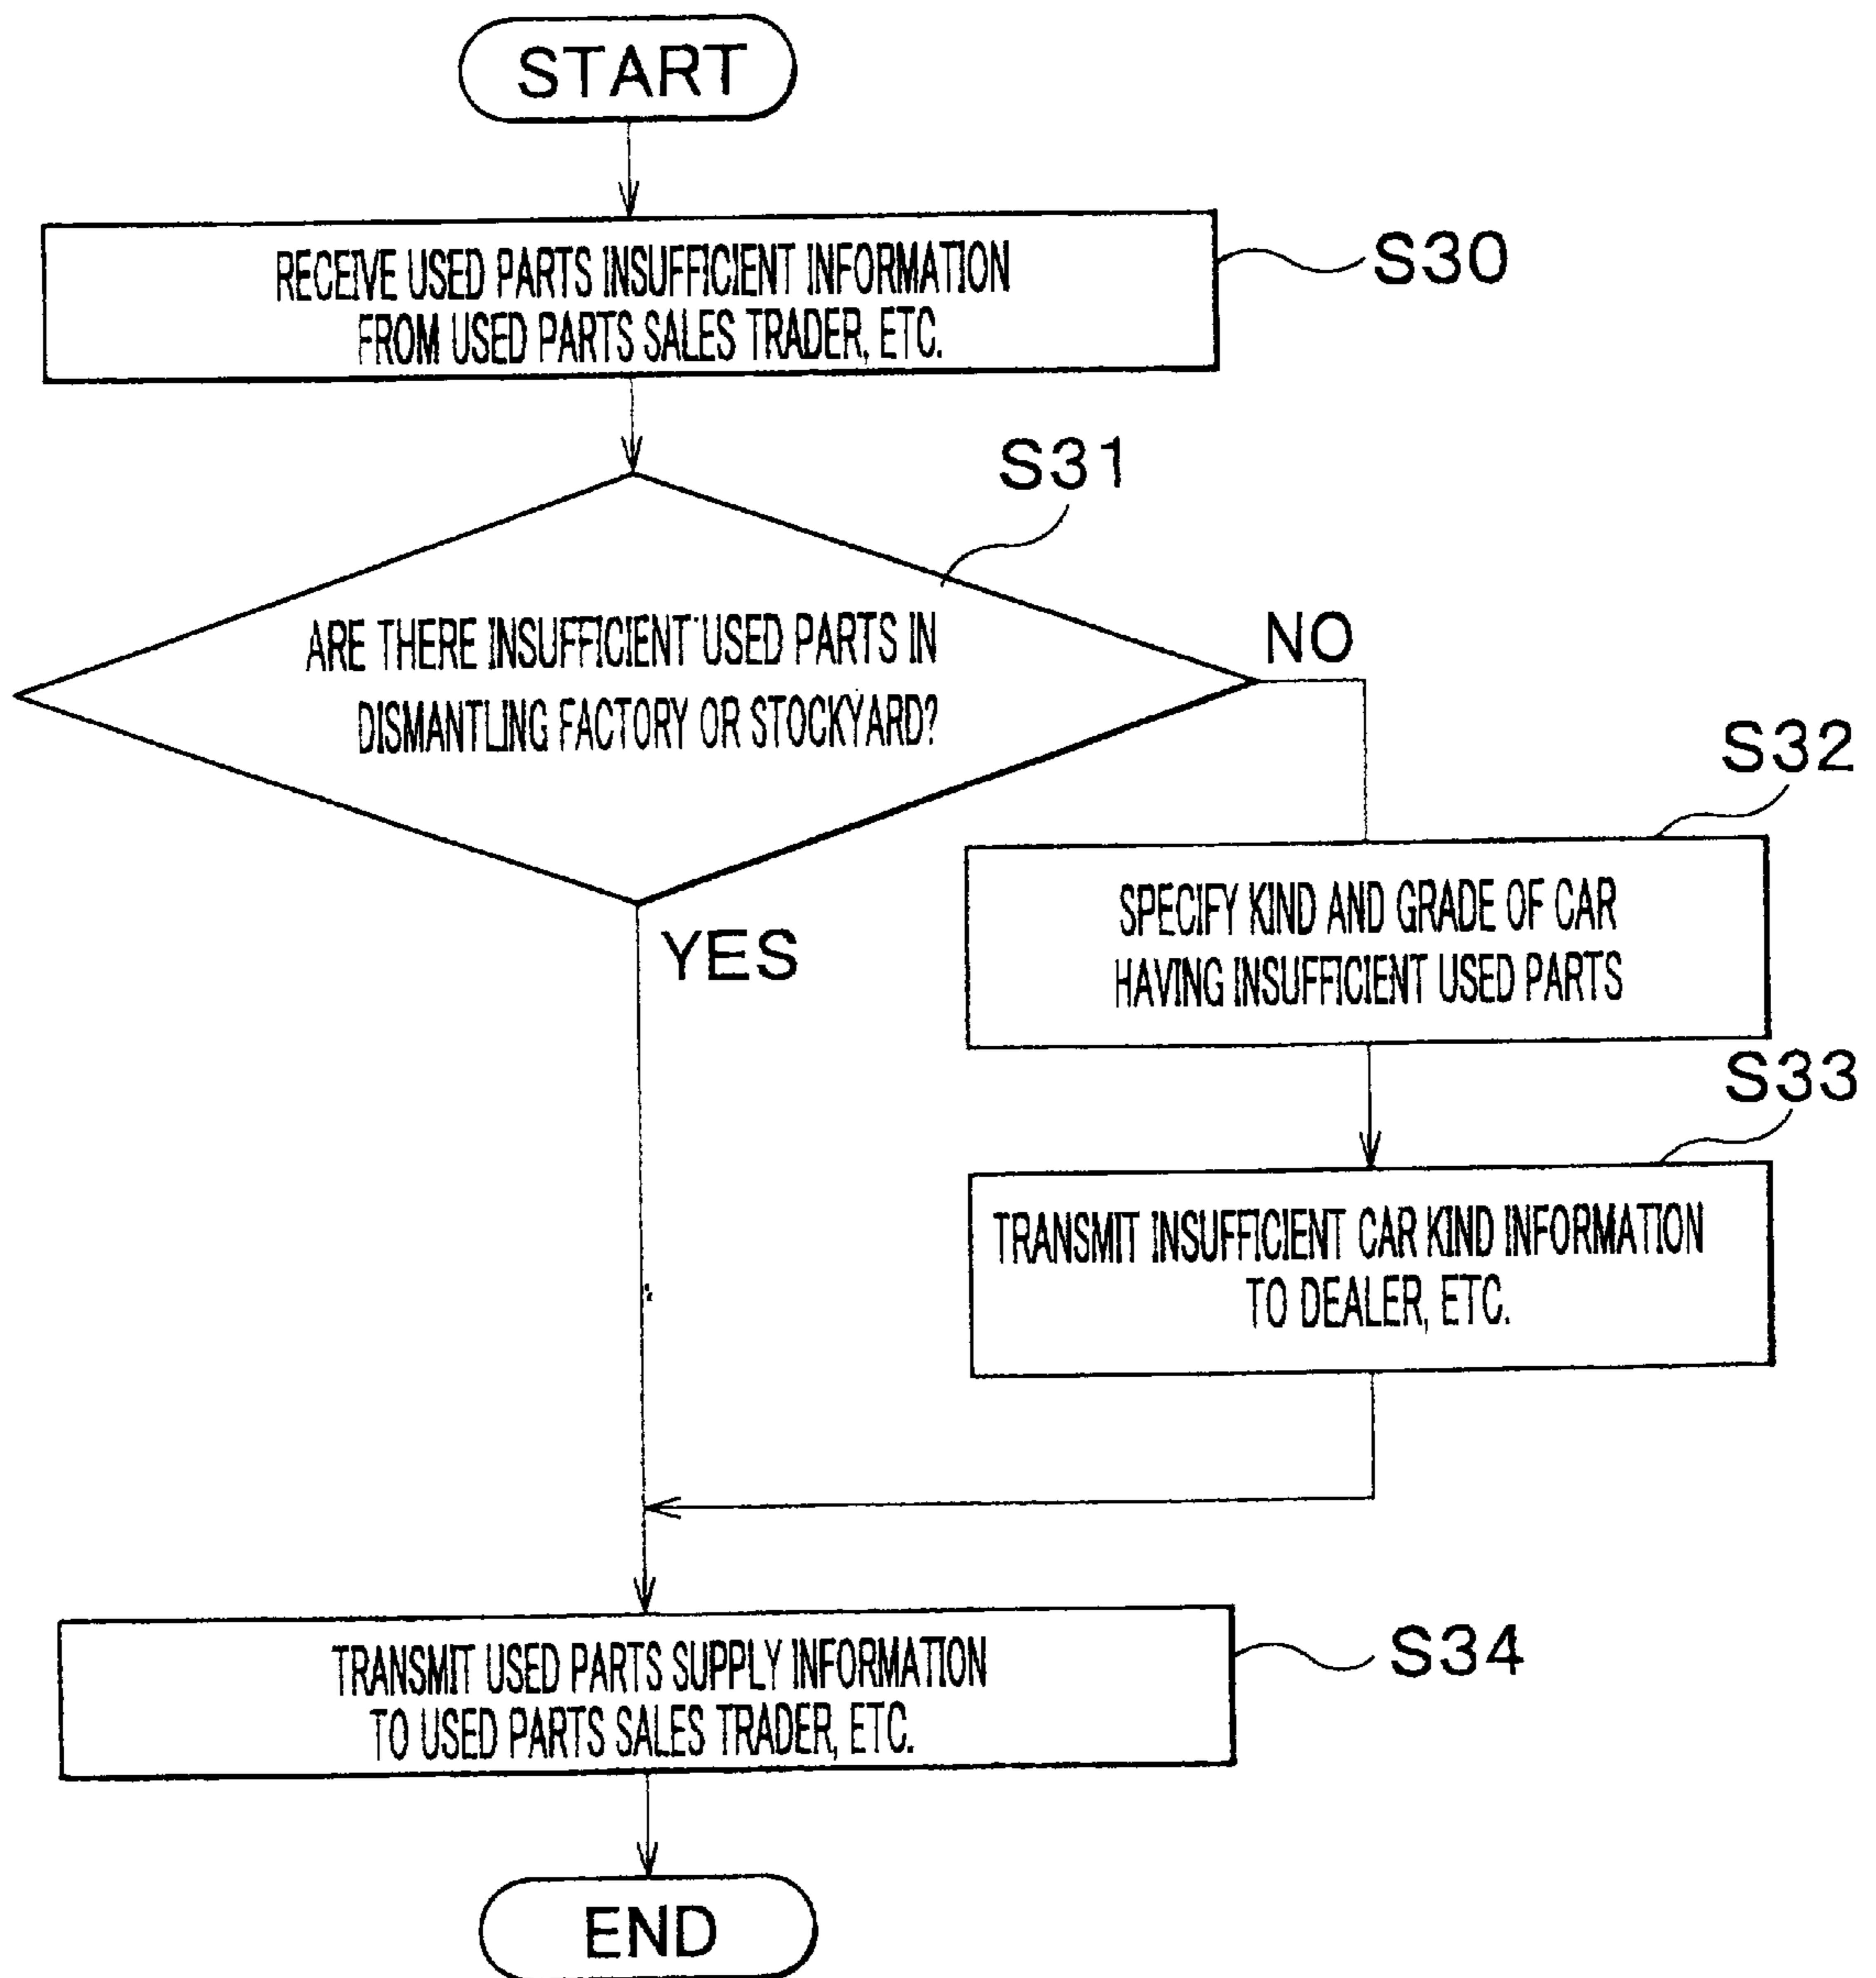 START
RECEIVE USED PARTS INSUFFICIENT INFORMATION
FROM USED PARTS SALES TRADER, ETC.
S30
S31
ARE THERE INSUFFICIENT USED PARTS IN
DISMANTLING FACTORY OR STOCKYARD?
NO
YES
S32
SPECIFY KIND AND GRADE OF CAR
HAVING INSUFFICIENT USED PARTS
S33
TRANSMIT INSUFFICIENT CAR KIND INFORMATION
TO DEALER, ETC.
TRANSMIT USED PARTS SUPPLY INFORMATION
TO USED PARTS SALES TRADER, ETC.
S34
END